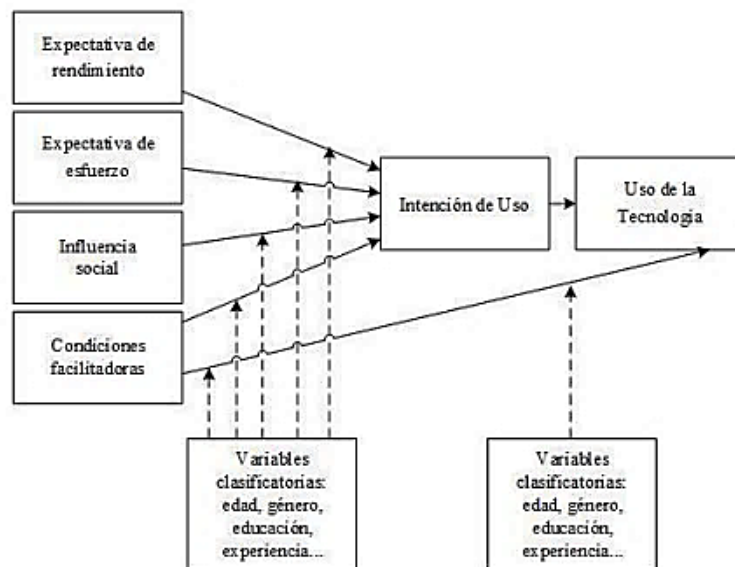 Expectativa de
rendimiento
Expectativa de
esfuerzo
Influencia
social
Condiciones
facilitadoras
Intención de Uso
Uso de la
Tecnología
Variables
clasificatorias:
edad, género,
educación,
experiencia...
Variables
clasificatorias:
edad, género,
educación,
experiencia...